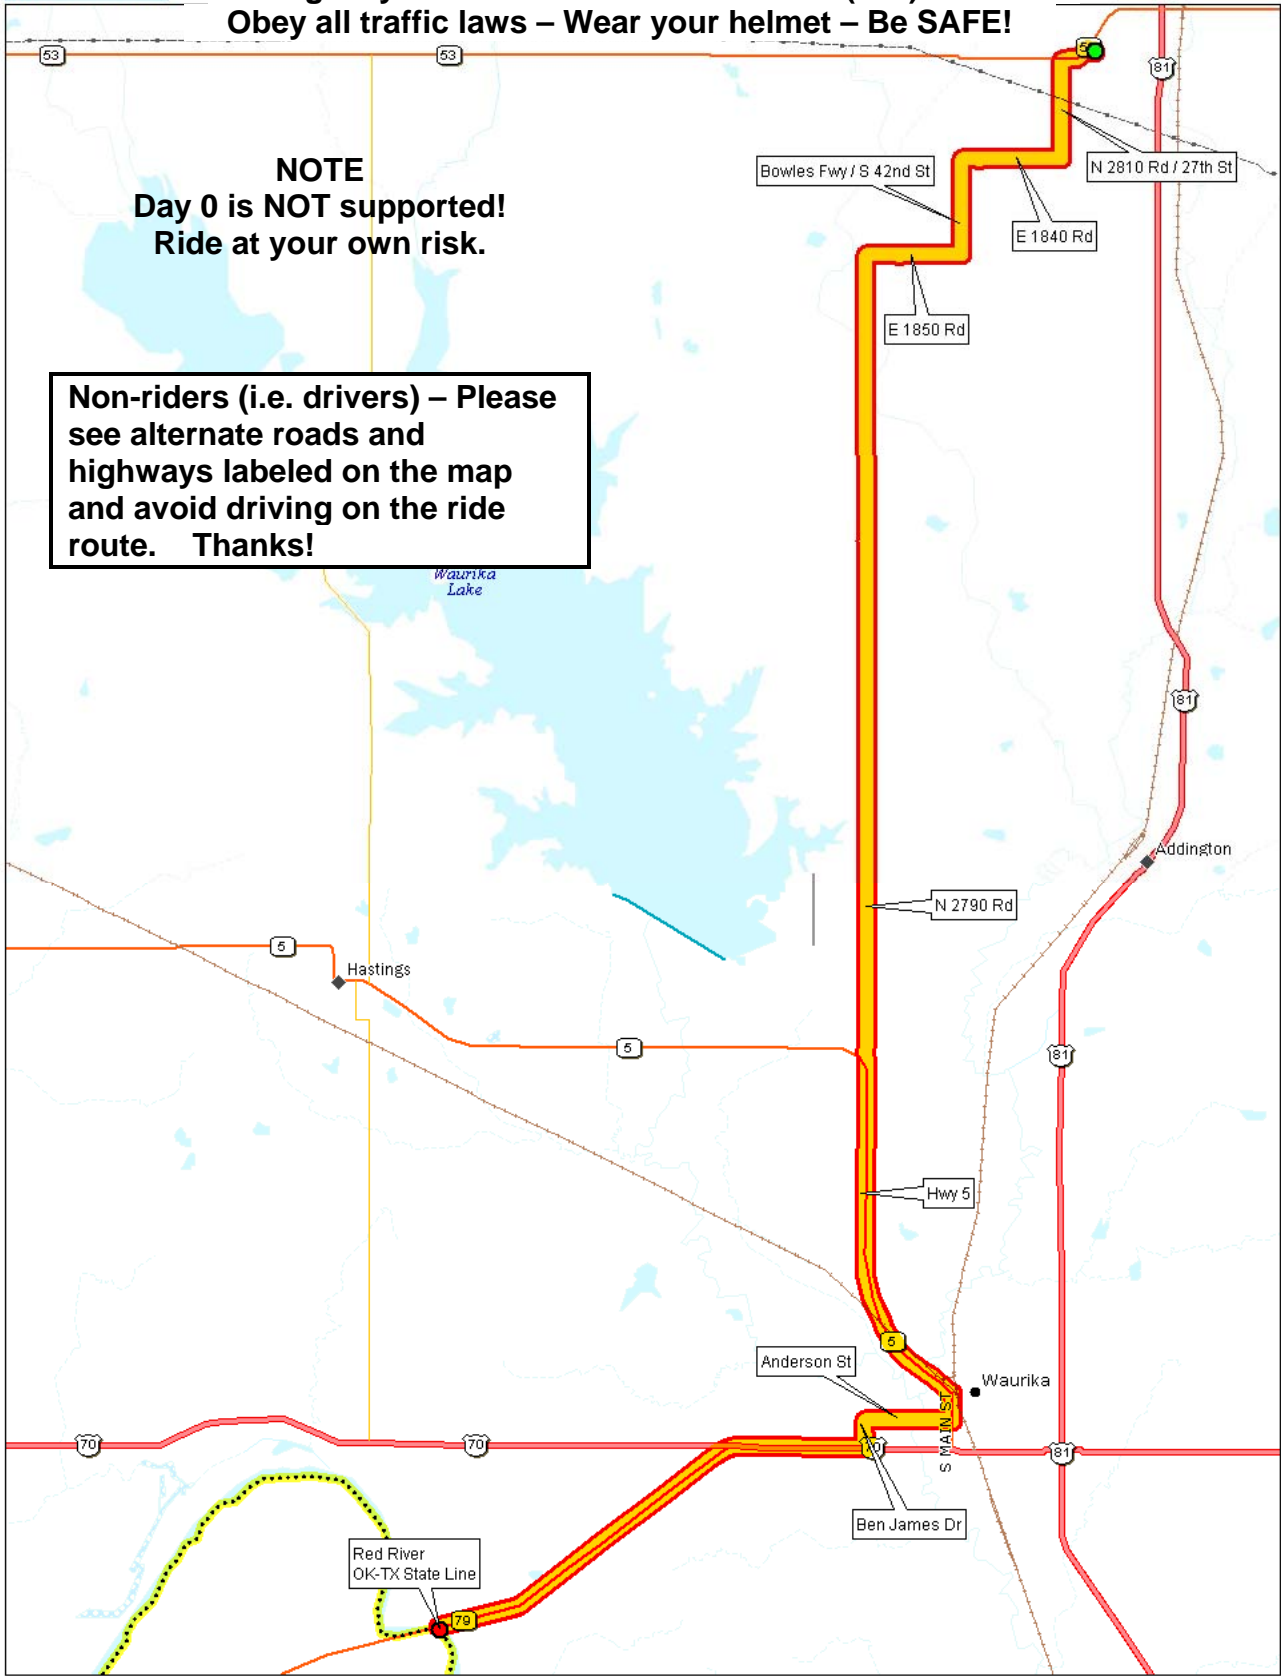 Obey all traffic laws – Wear your helmet – Be SAFE!
53
53
81
NOTE
Day 0 is NOT supported!
Ride at your own risk.
Bowles Fwy / S 42nd St
N 2810 Rd / 27th St
E 1840 Rd
E 1850 Rd
Non-riders (i.e. drivers) – Please
see alternate roads and
highways labeled on the map
and avoid driving on the ride
route. Thanks!
Waurika
Lake
81
Addington
N 2790 Rd
5
Hastings
5
81
Hwy 5
5
Anderson St
Waurika
S MAIN ST
70
70
70
81
Ben James Dr
Red River
OK-TX State Line
79